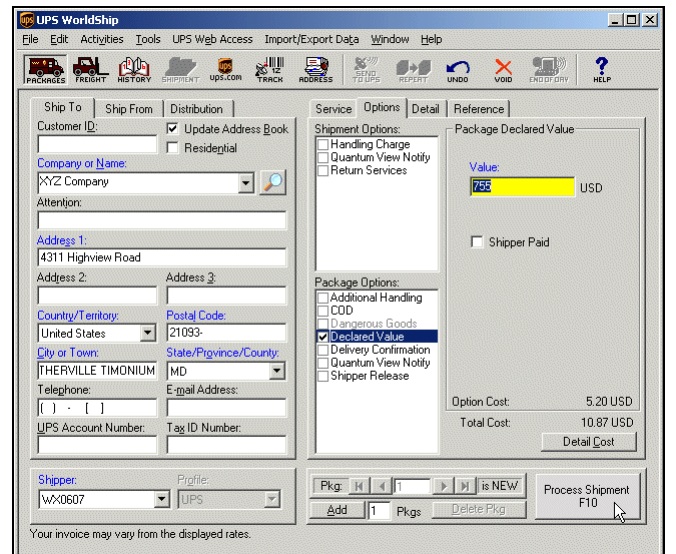 UPS WorldShip
File Edit Activities Tools UPS Web Access Import/Export Data Window Help
PACKAGES FREIGHT HISTORY SHIPMENT ups.com TRACK ADDRESS SEND TO UPS REPEAT UNDO VOID END OF DAY HELP
Ship To Ship From Distribution
Customer ID:
Update Address Book
Residential
Company or Name:
XYZ Company
Attention:
Address 1:
4311 Highview Road
Address 2: Address 3:
Country/Territory: Postal Code:
United States 21093-
City or Town: State/Province/County:
THERVILLE TIMONIUM MD
Telephone: E-mail Address:
( ) - [ ]
UPS Account Number: Tax ID Number:
Shipper: Profile:
WX0607 UPS
Your invoice may vary from the displayed rates.
Service Options Detail Reference
Shipment Options:
Handling Charge
Quantum View Notify
Return Services
Package Options:
Additional Handling
COD
Dangerous Goods
Declared Value
Delivery Confirmation
Quantum View Notify
Shipper Release
Package Declared Value
Value:
755 USD
Shipper Paid
Option Cost: 5.20 USD
Total Cost: 10.87 USD
Detail Cost
Pkg: 1 is NEW
Add 1 Pkgs Delete Pkg
Process Shipment
F10